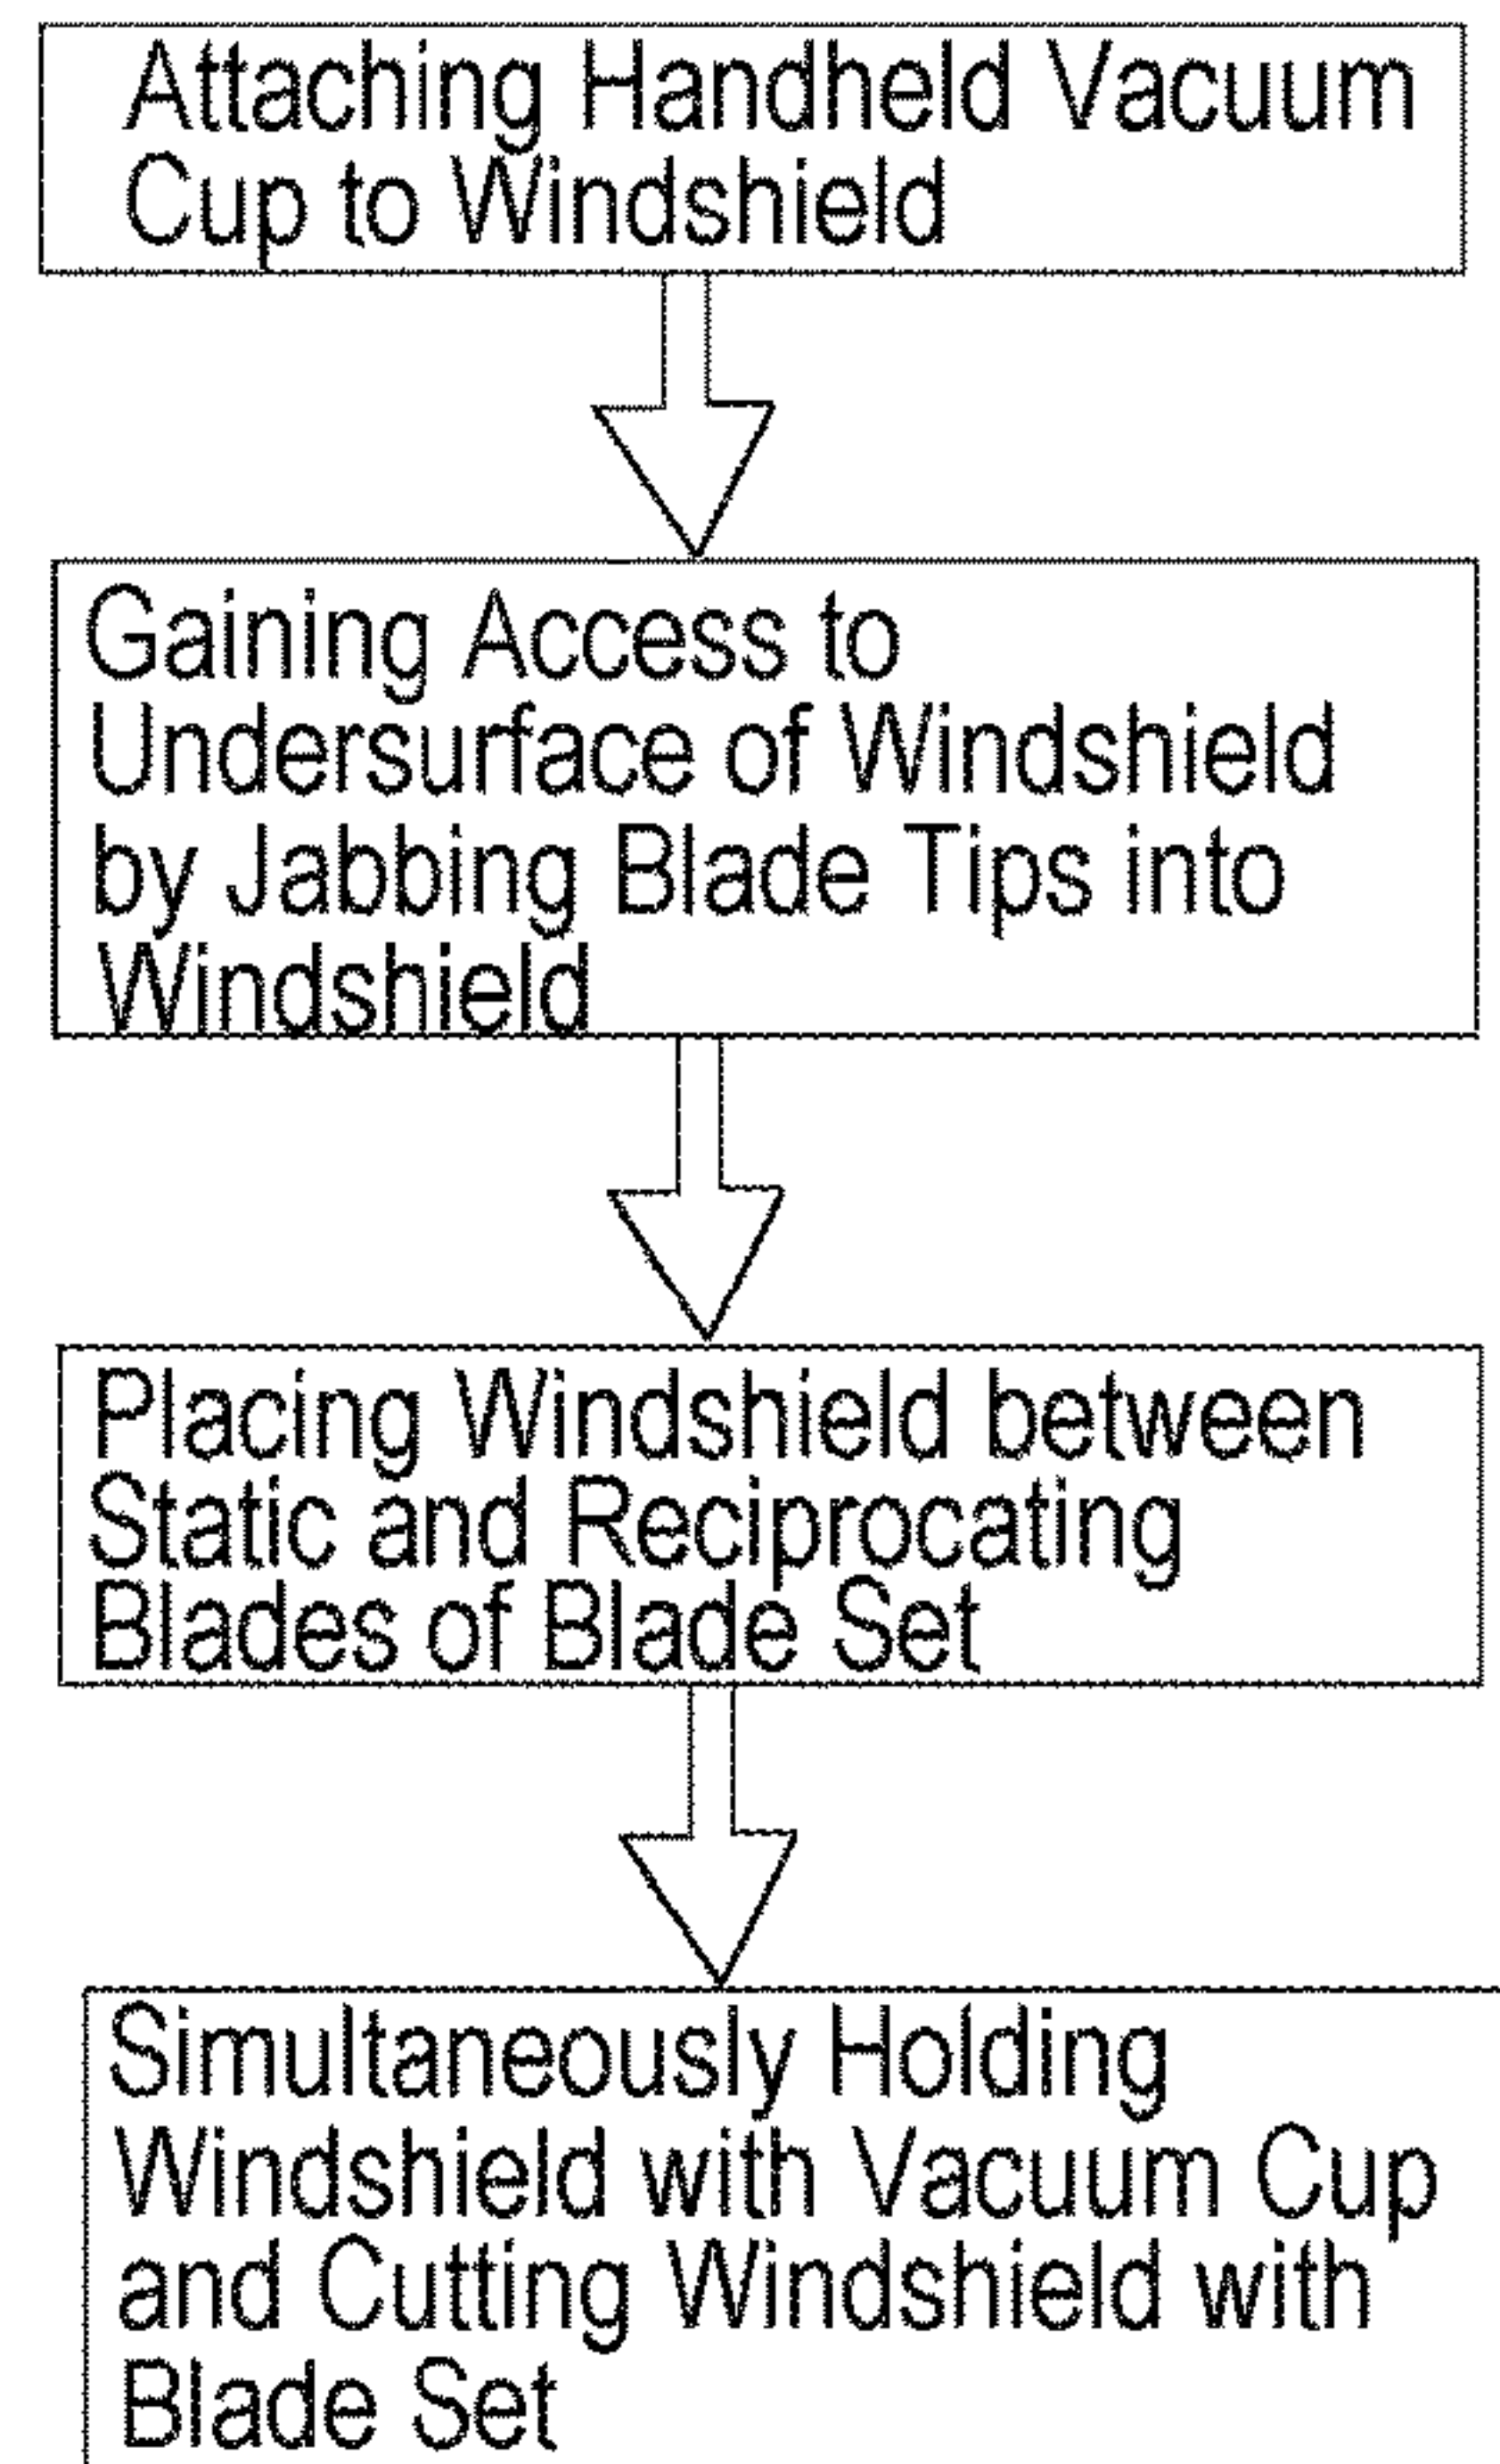 Attaching Handheld Vacuum
Cup to Windshield
Gaining Access to
Undersurface of Windshield
by Jabbing Blade Tips into
Windshield
Placing Windshield between
Static and Reciprocating
Blades of Blade Set
Simultaneously Holding
Windshield with Vacuum Cup
and Cutting Windshield with
Blade Set